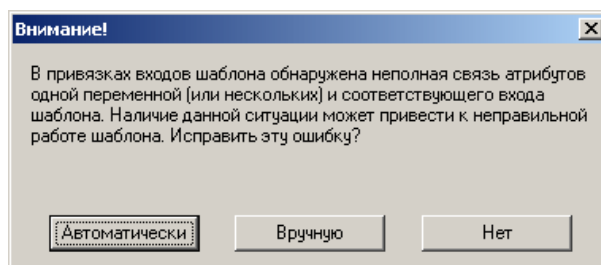 Внимание!
В привязках входов шаблона обнаружена неполная связь атрибутов
одной переменной (или нескольких) и соответствующего входа
шаблона. Наличие данной ситуации может привести к неправильной
работе шаблона. Исправить эту ошибку?
Автоматически Вручную Нет